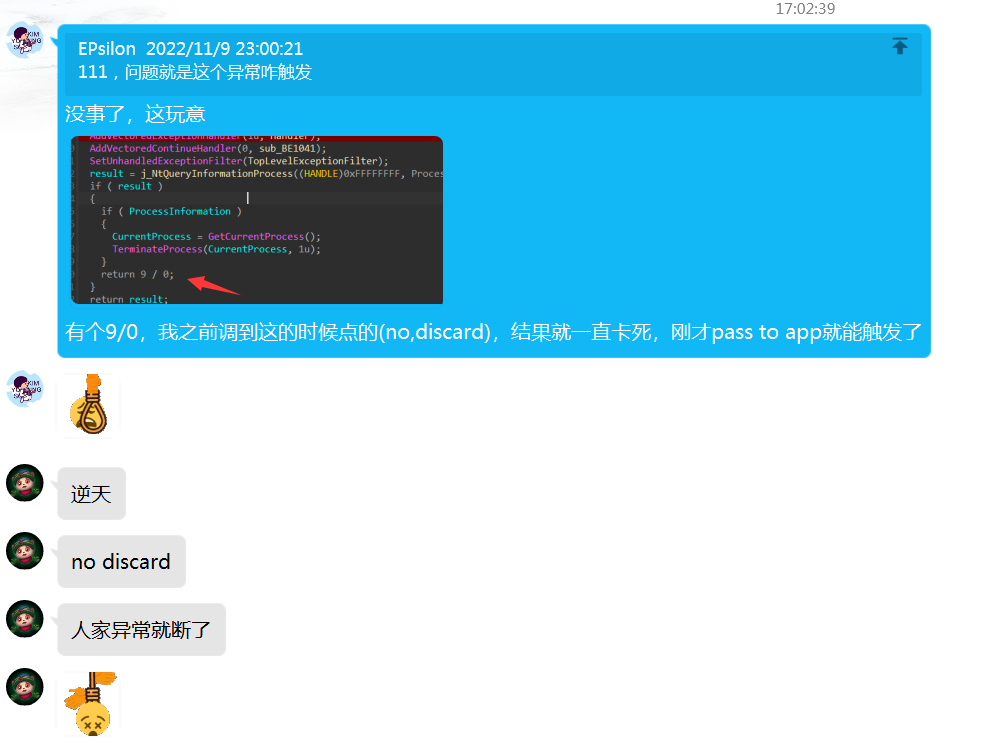 17:02:39
EPsilon 2022/11/9 23:00:21
111，问题就是这个异常咋触发
没事了，这玩意
AddVectoredExceptionHandler(1u, Handler);
AddVectoredContinueHandler(0, sub_BE1041);
SetUnhandledExceptionFilter(TopLevelExceptionFilter);
result = j_NtQueryInformationProcess((HANDLE)0xFFFFFFFF, Proces
if ( result )
{
if ( ProcessInformation )
{
CurrentProcess = GetCurrentProcess();
TerminateProcess(CurrentProcess, 1u);
}
return 9 / 0;
}
return result;
有个9/0，我之前调到这的时候点的(no,discard)，结果就一直卡死，刚才pass to app就能触发了
逆天
no discard
人家异常就断了